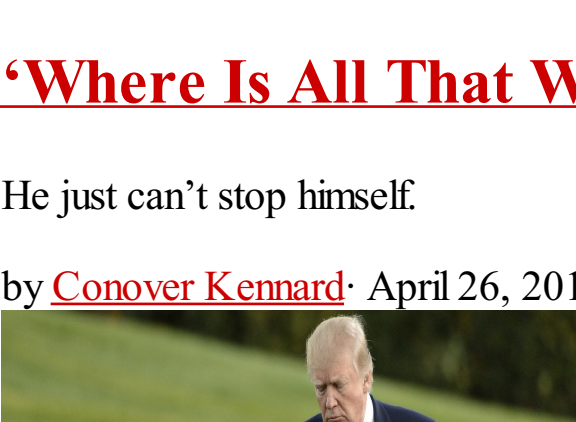 ‘Where Is All That
He just can’t stop himself.
by Conover Kennard· April 26, 201